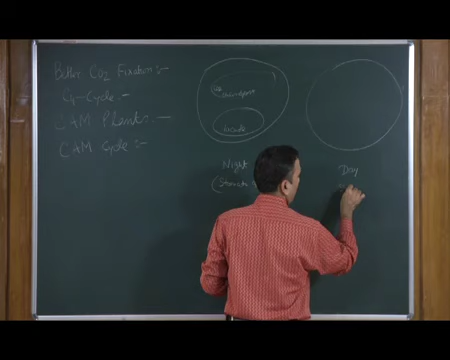 Better CO2 Fixation :-
C4-Cycle :-
CAM Plants :-
CAM Cycle :-
Chloroplast
Vacuole
Night
(Stomata
Day